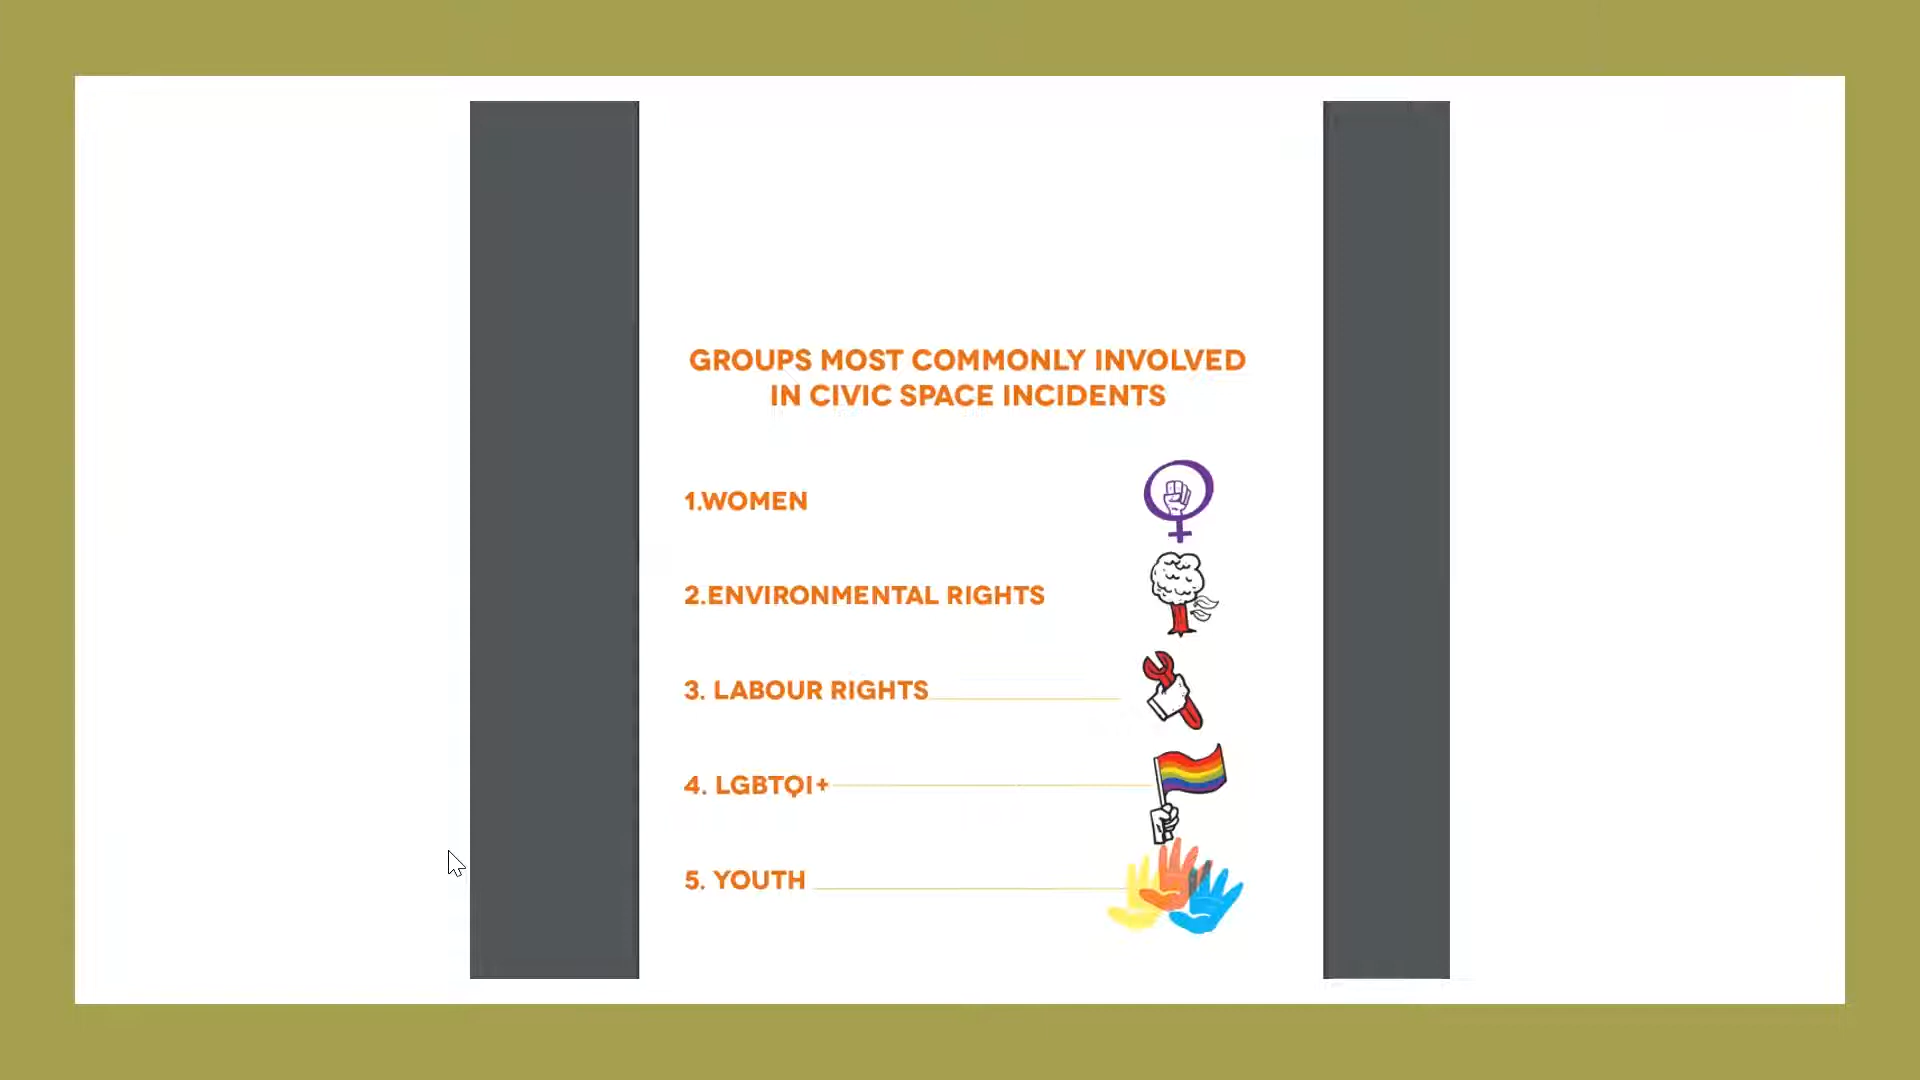 GROUPS MOST COMMONLY INVOLVED
IN CIVIC SPACE INCIDENTS
1.WOMEN
2.ENVIRONMENTAL RIGHTS
3. LABOUR RIGHTS
4. LGBTQI+
5. YOUTH